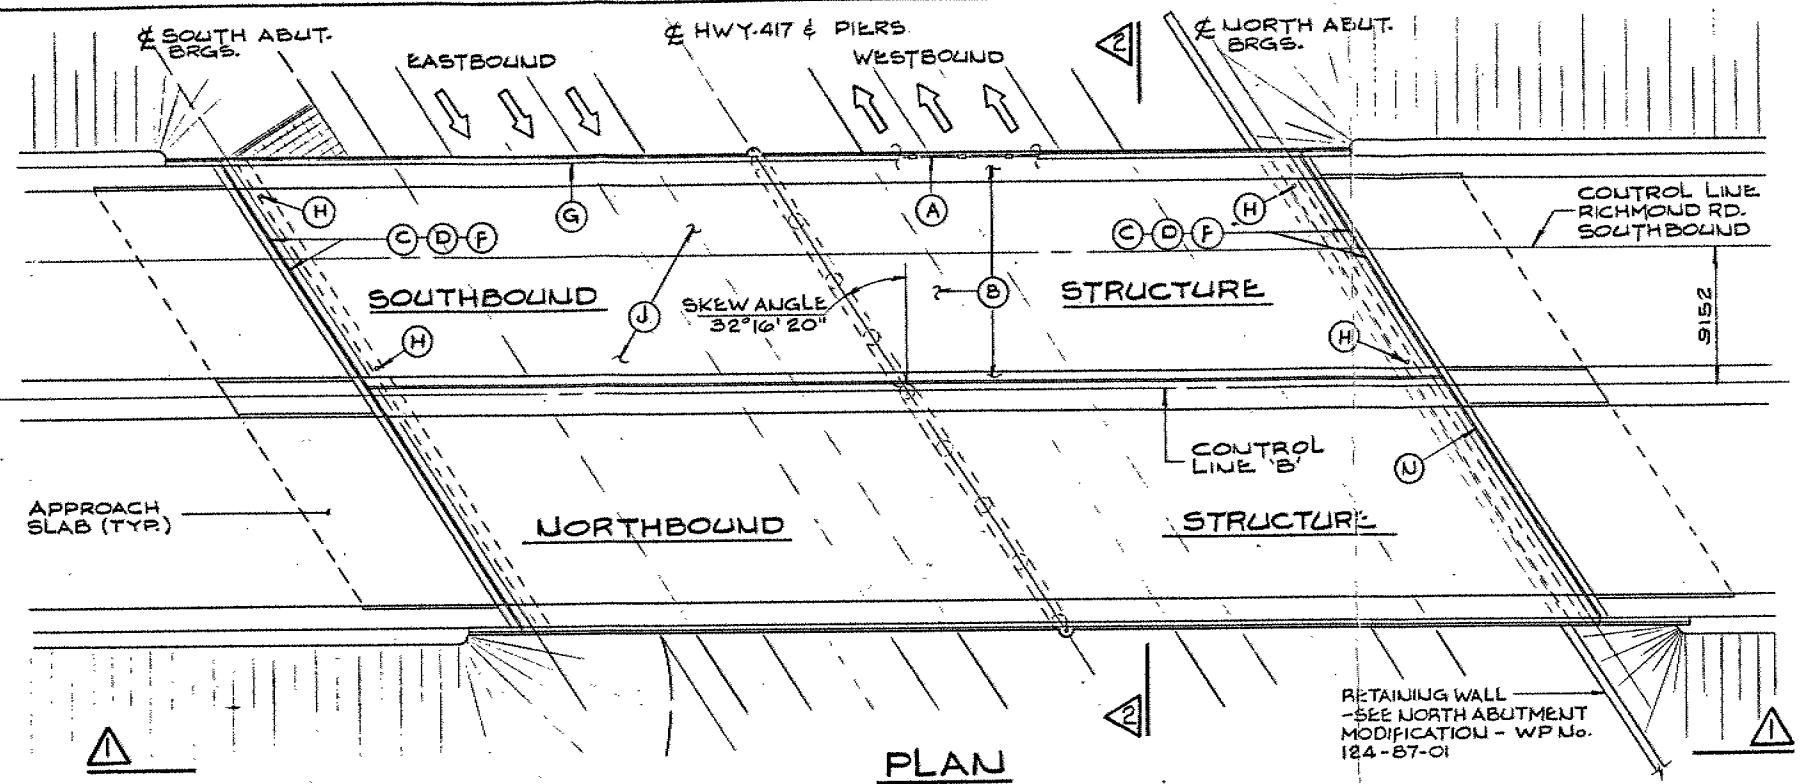 ℄ SOUTH ABUT.
BRGS.
EASTBOUND
℄ HWY.417 & PIERS
WESTBOUND
2
℄ NORTH ABUT.
BRGS.
H
G
A
H
C D F
C D F
CONTROL LINE
RICHMOND RD.
SOUTHBOUND
SOUTHBOUND
STRUCTURE
J
SKEW ANGLE
32°16'20"
B
H
H
9152
CONTROL
LINE 'B'
N
APPROACH
SLAB (TYP.)
NORTHBOUND
STRUCTURE
RETAINING WALL
-SEE NORTH ABUTMENT
MODIFICATION - WP No.
124-87-01
1
2
1
PLAN